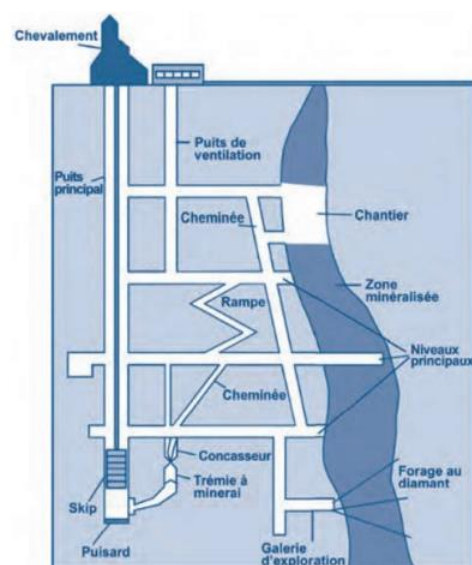 Chevalement
Puits de
ventilation
Puits
principal
Cheminée
Chantier
Zone
minéralisée
Rampe
Niveaux
principaux
Cheminée
Concasseur
Trémie à
minerai
Forage au
diamant
Skip
Puisard
Galerie
d'exploration